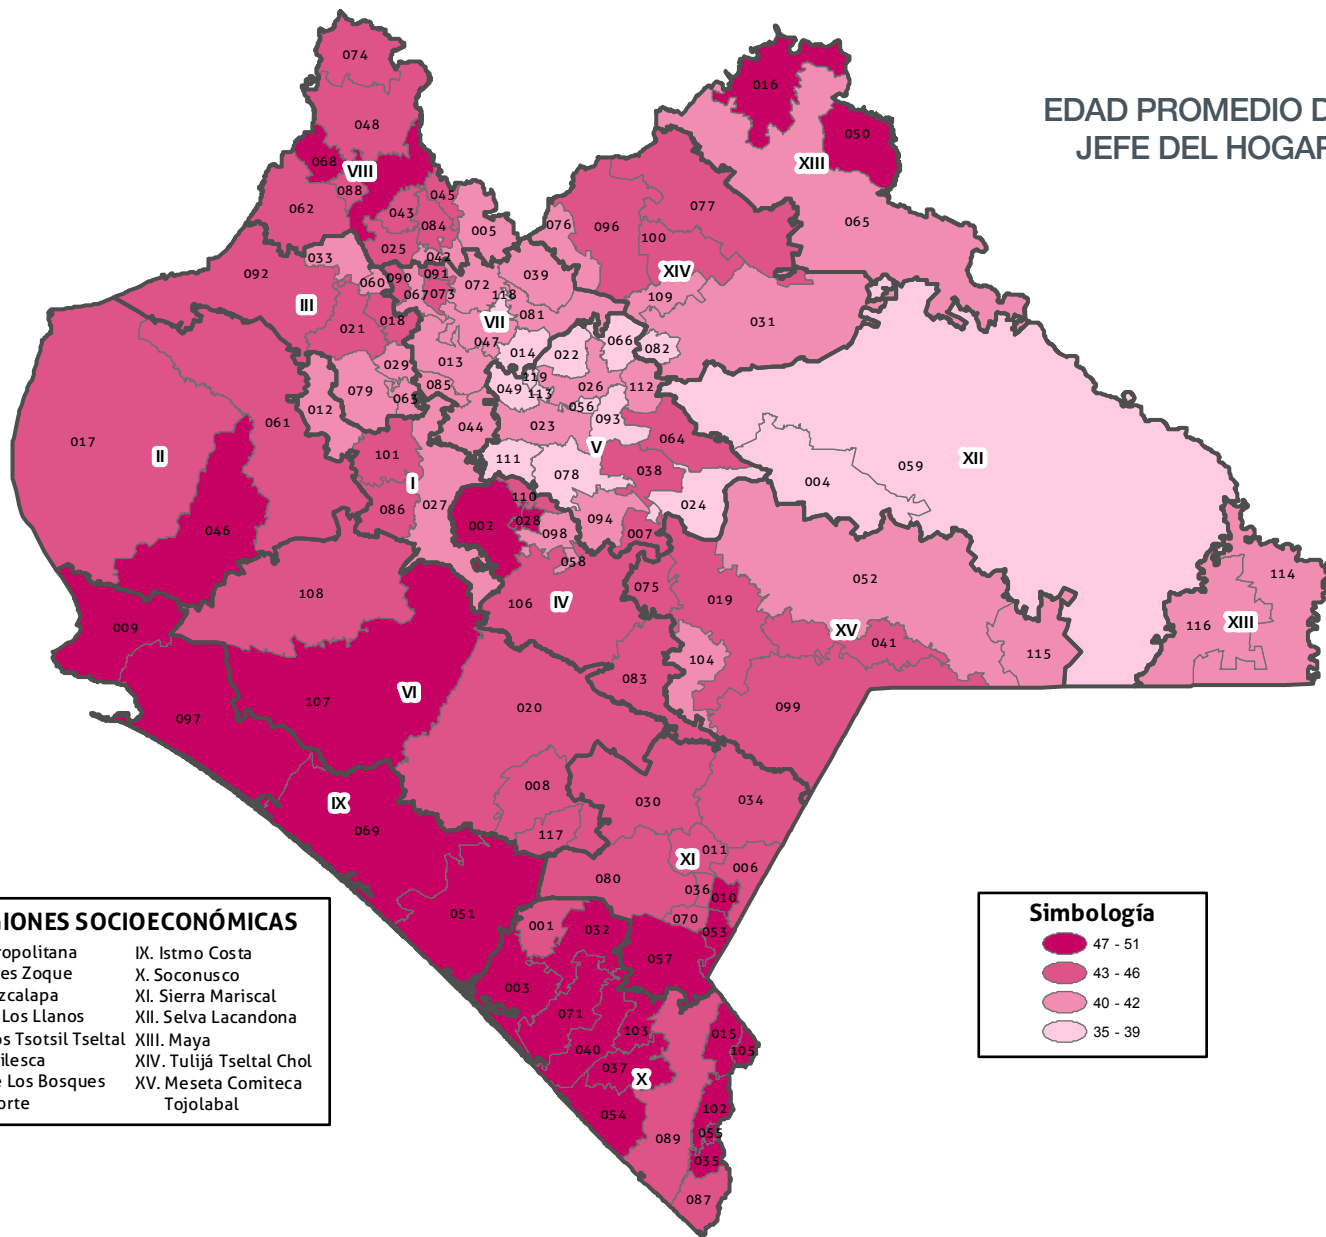 EDAD PROMEDIO D
JEFE DEL HOGAR
074
048
068
VIII
088
062
043
045
084
005
025
042
016
050
XIII
065
076
096
077
100
XIV
109
031
092
033
III
060
090
091
067
073
072
118
039
081
VII
021
018
047
014
022
066
082
029
013
079
085
063
012
049
119
113
026
112
056
093
017
II
061
044
023
V
064
101
111
078
038
I
027
086
002
110
028
098
094
007
024
004
059
XII
046
058
052
108
106
IV
075
019
009
XV
041
115
116
XIII
114
104
083
099
107
VI
097
020
008
030
034
IX
069
117
XI
011
006
080
036
010
070
053
051
001
032
057
003
071
103
015
105
040
037
X
054
102
055
089
035
087
GIONES SOCIOECONÓMICAS
ropolitana
es Zoque
zcalapa
Los Llanos
os Tsotsil Tseltal
ilesca
e Los Bosques
orte
IX. Istmo Costa
X. Soconusco
XI. Sierra Mariscal
XII. Selva Lacandona
XIII. Maya
XIV. Tulijá Tseltal Chol
XV. Meseta Comiteca
Tojolabal
Simbología
47 - 51
43 - 46
40 - 42
35 - 39